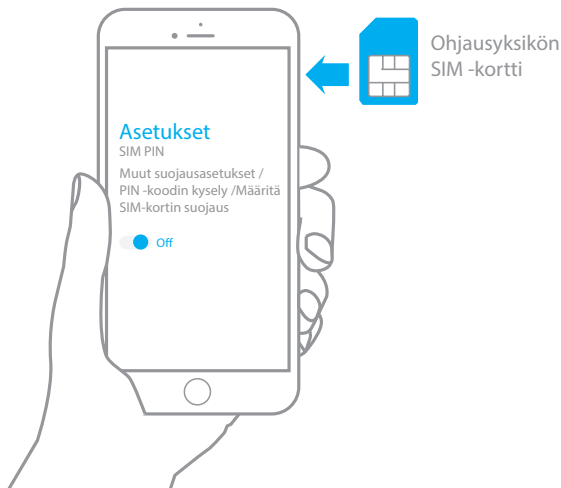 Ohjausyksikön
SIM -kortti
Asetukset
SIM PIN
Muut suojausasetukset /
PIN -koodin kysely /Määritä
SIM-kortin suojaus
Off